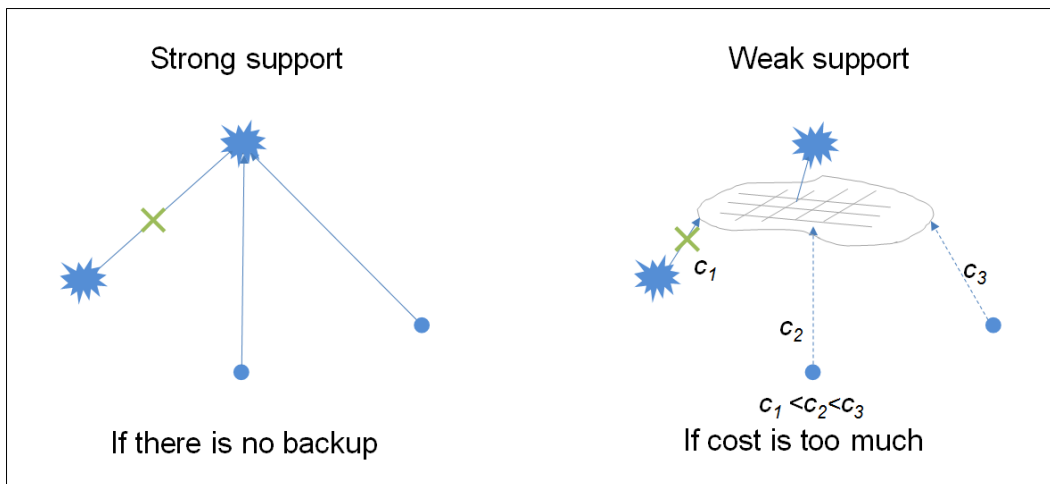 Strong support
Weak support
c1
c3
c2
c1 <c2<c3
If there is no backup
If cost is too much